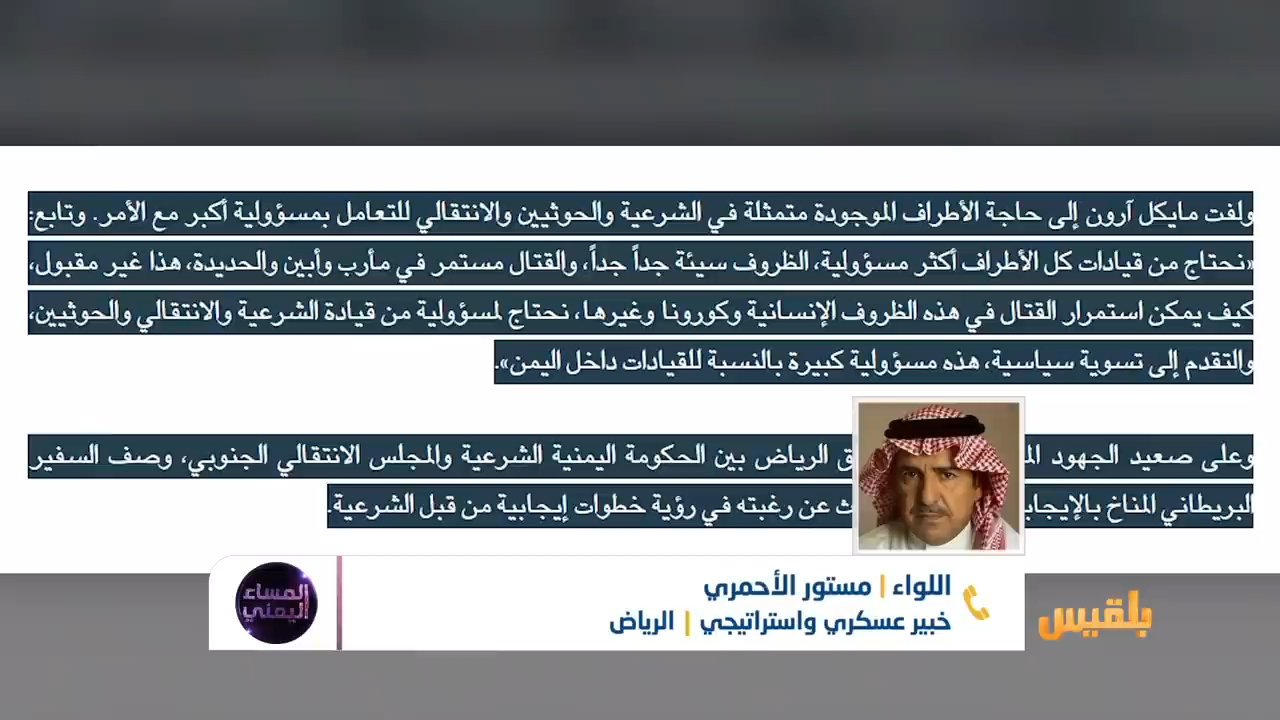 ولفت مايكل آرون إلى حاجة الأطراف الموجودة متمثلة في الشرعية والحوثيين والانتقالي للتعامل بمسؤولية أكبر مع الأمر. وتابع:
«نحتاج من قيادات كل الأطراف أكثر مسؤولية، الظروف سيئة جداً جداً، والقتال مستمر في مأرب وأبين والحديدة، هذا غير مقبول،
كيف يمكن استمرار القتال في هذه الظروف الإنسانية وكورونا وغيرها، نحتاج لمسؤولية من قيادة الشرعية والانتقالي والحوثيين،
والتقدم إلى تسوية سياسية، هذه مسؤولية كبيرة بالنسبة للقيادات داخل اليمن».
وعلى صعيد الجهود الرياض بين الحكومة اليمنية الشرعية والمجلس الانتقالي الجنوبي، وصف السفير
البريطاني المناخ عن رغبته في رؤية خطوات إيجابية من قبل الشرعية.
اللواء | مستور الأحمري
خبير عسكري واستراتيجي | الرياض
المساء
اليمني
بلقيس